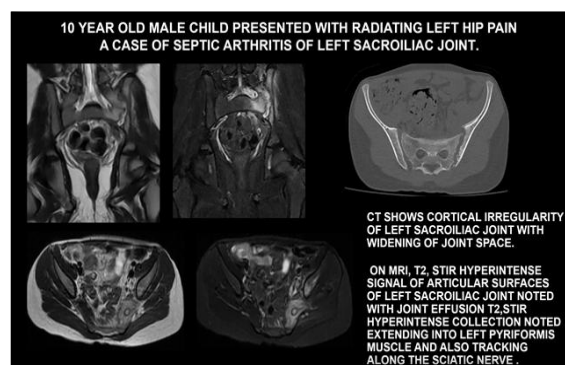 10 YEAR OLD MALE CHILD PRESENTED WITH RADIATING LEFT HIP PAIN
A CASE OF SEPTIC ARTHRITIS OF LEFT SACROILIAC JOINT.
CT SHOWS CORTICAL IRREGULARITY
OF LEFT SACROILIAC JOINT WITH
WIDENING OF JOINT SPACE.
ON MRI, T2, STIR HYPERINTENSE
SIGNAL OF ARTICULAR SURFACES
OF LEFT SACROILIAC JOINT NOTED
WITH JOINT EFFUSION T2,STIR
HYPERINTENSE COLLECTION NOTED
EXTENDING INTO LEFT PYRIFORMIS
MUSCLE AND ALSO TRACKING
ALONG THE SCIATIC NERVE .